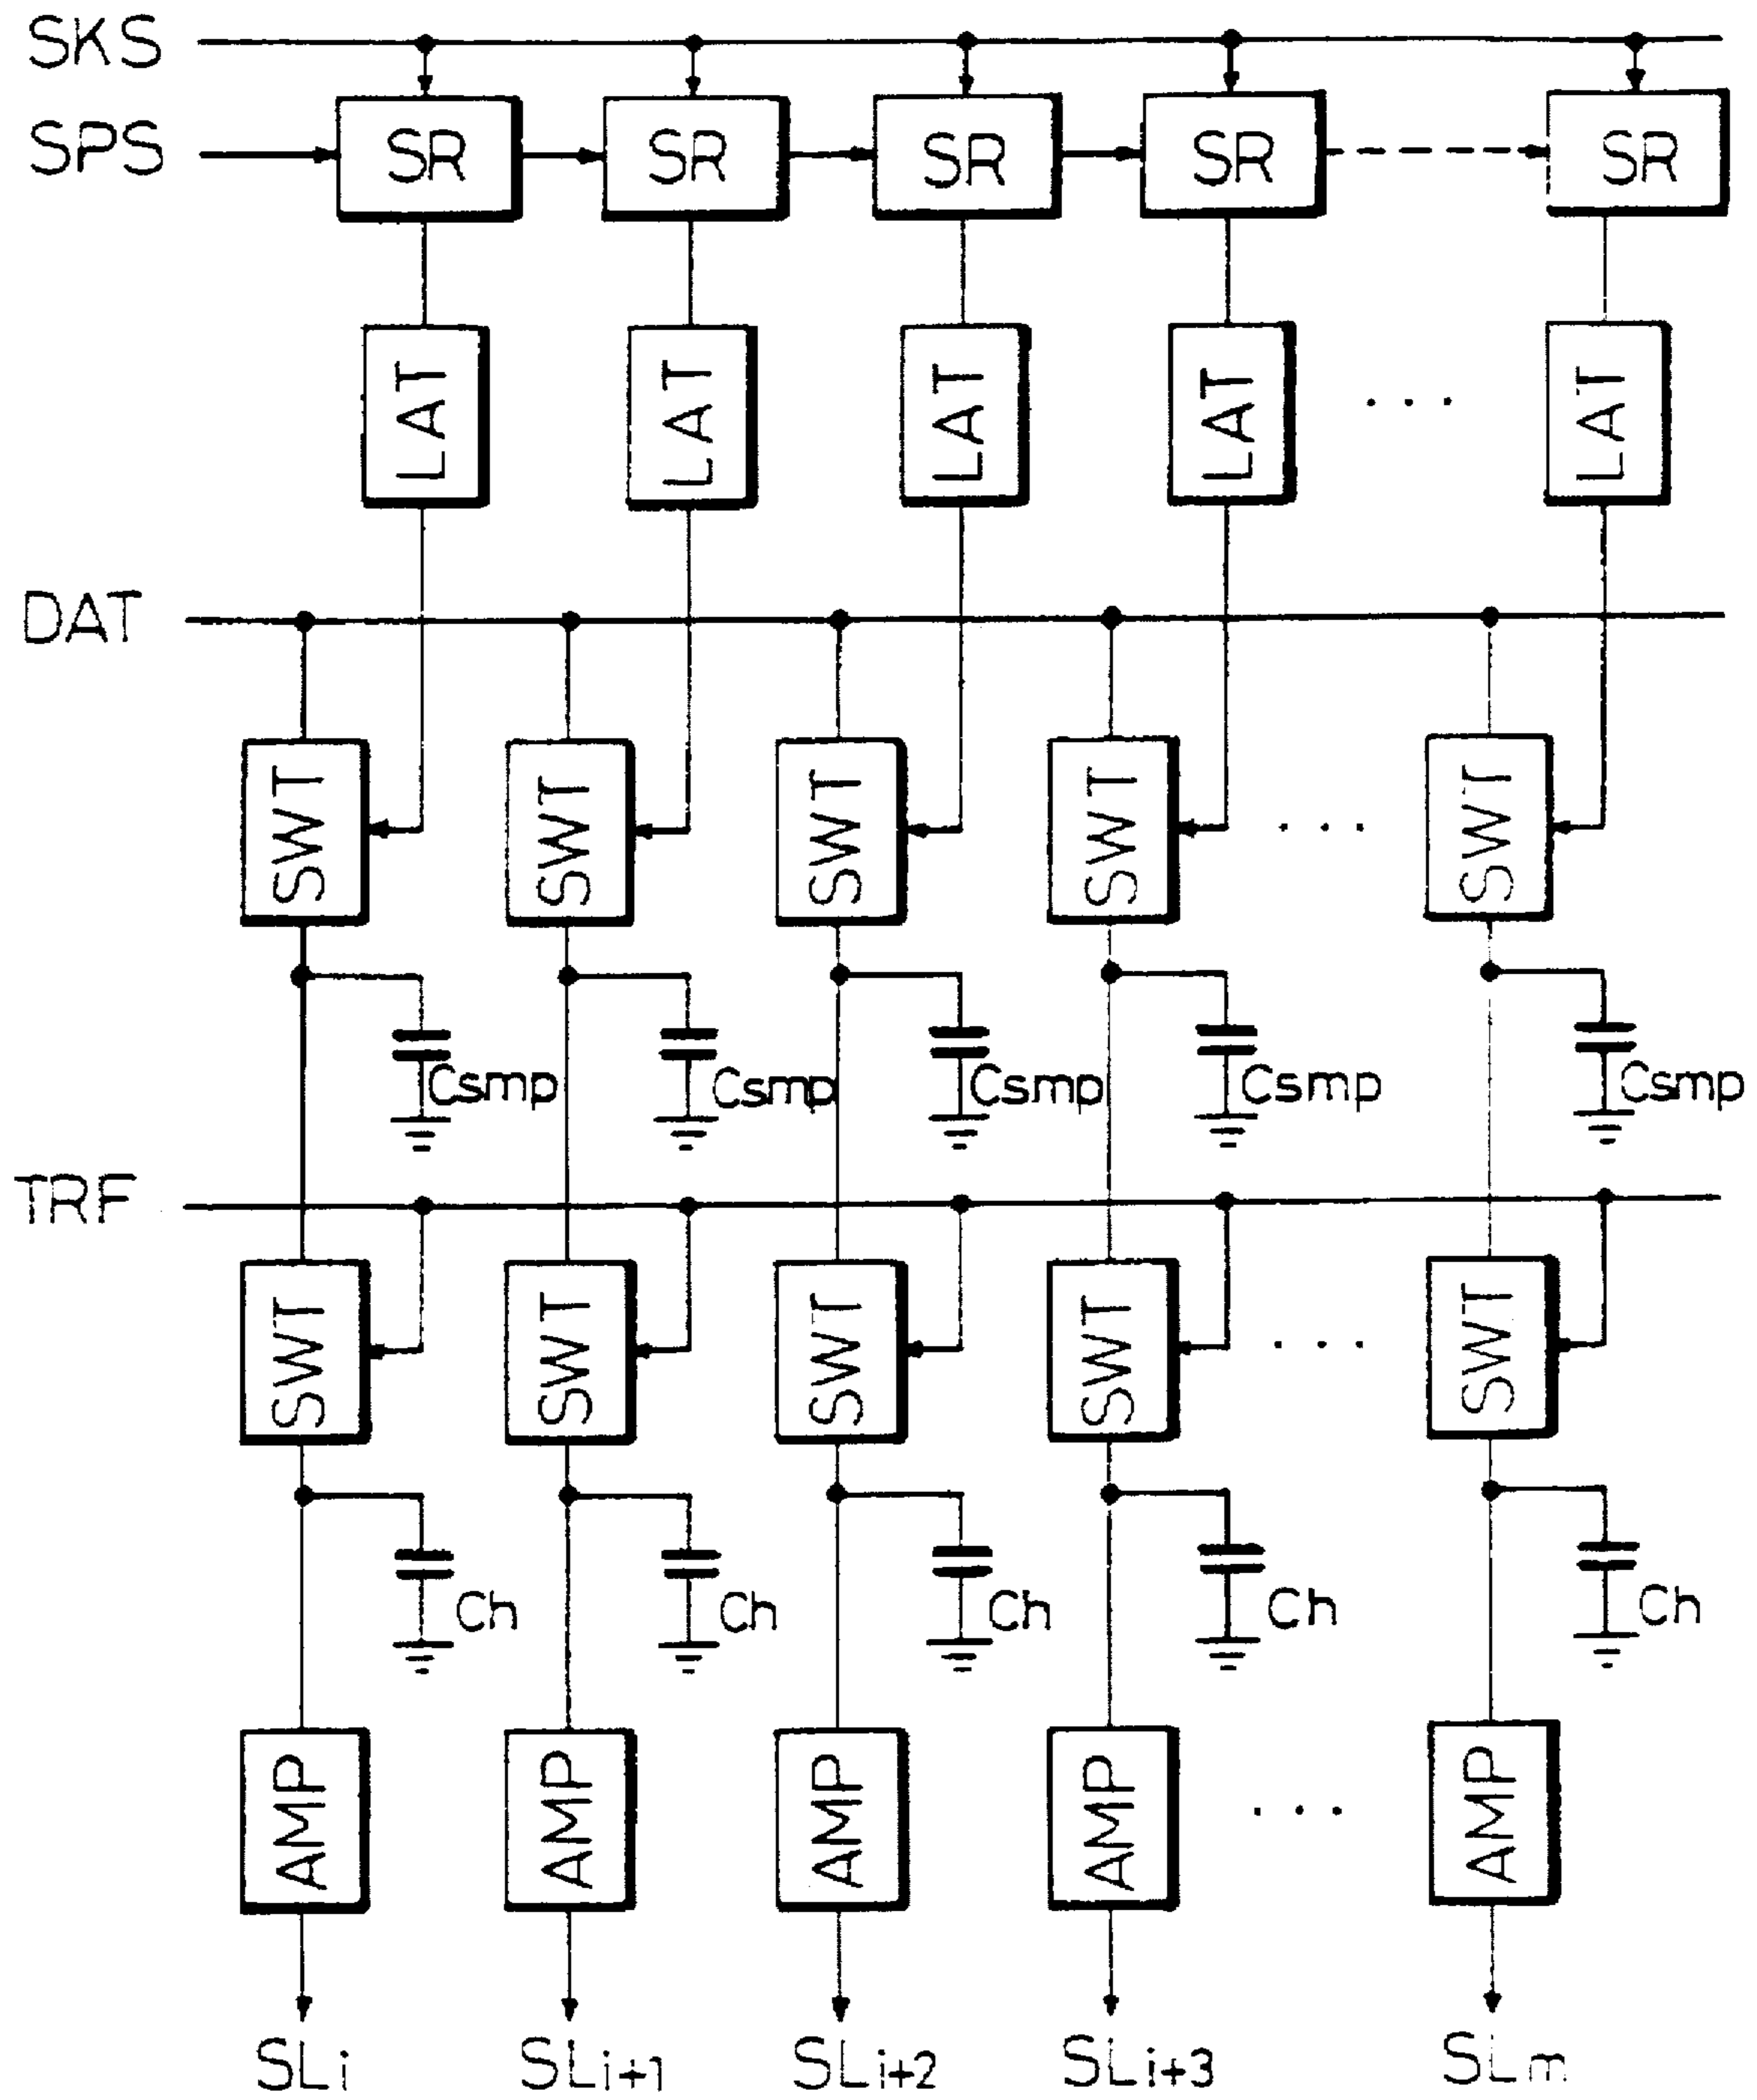 SKS
SPS SR SR SR SR SR
LAT LAT LAT LAT . . . LAT
DAT
SWT SWT SWT SWT . . . SWT
Csmp Csmp Csmp Csmp Csmp
TRF
SWT SWT SWT SWT . . . SWT
Ch Ch Ch Ch Ch
AMP AMP AMP AMP . . . AMP
SLi SLi+1 SLi+2 SLi+3 SLm